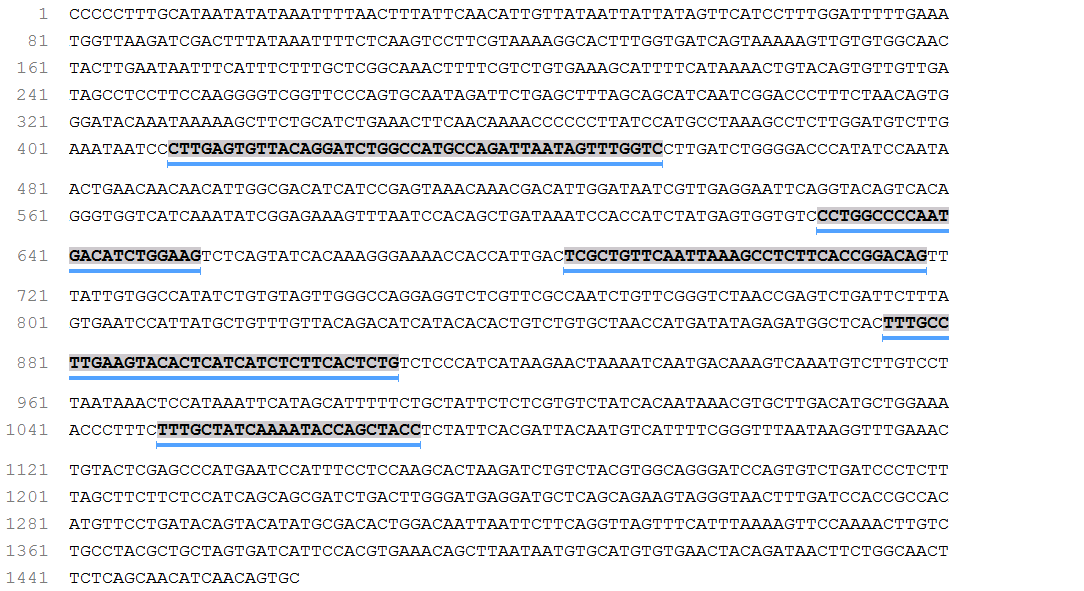 1 CCCCCTTTGCATAATATATAAATTTTAACTTTATTCAACATTGTTATAATTATTATAGTTCATCCTTTGGATTTTTGAAA
81 TGGTTAAGATCGACTTTATAAATTTTCTCAAGTCCTTCGTAAAAGGCACTTTGGTGATCAGTAAAAAGTTGTGTGGCAAC
161 TACTTGAATAATTTCATTTCTTTGCTCGGCAAACTTTTCGTCTGTGAAAGCATTTTCATAAAACTGTACAGTGTTGTTGA
241 TAGCCTCCTTCCAAGGGGTCGGTTCCCAGTGCAATAGATTCTGAGCTTTAGCAGCATCAATCGGACCCTTTCTAACAGTG
321 GGATACAAATAAAAAGCTTCTGCATCTGAAACTTCAACAAAACCCCCCTTATCCATGCCTAAAGCCTCTTGGATGTCTTG
401 AAATAATCCCTTGAGTGTTACAGGATCTGGCCATGCCAGATTAATAGTTTGGTCCTTGATCTGGGGACCCATATCCAATA
481 ACTGAACAACAACATTGGCGACATCATCCGAGTAAACAAACGACATTGGATAATCGTTGAGGAATTCAGGTACAGTCACA
561 GGGTGGTCATCAAATATCGGAGAAAGTTTAATCCACAGCTGATAAATCCACCATCTATGAGTGGTGTCCCTGGCCCCAAT
641 GACATCTGGAAGTCTCAGTATCACAAAGGGAAAACCACCATTGACTCGCTGTTCAATTAAAGCCTCTTCACCGGACAGTT
721 TATTGTGGCCATATCTGTGTAGTTGGGCCAGGAGGTCTCGTTCGCCAATCTGTTCGGGTCTAACCGAGTCTGATTCTTTA
801 GTGAATCCATTATGCTGTTTGTTACAGACATCATACACACTGTCTGTGCTAACCATGATATAGAGATGGCTCACTTTGCC
881 TTGAAGTACACTCATCATCTCTTCACTCTGTCTCCCATCATAAGAACTAAAATCAATGACAAAGTCAAATGTCTTGTCCT
961 TAATAAACTCCATAAATTCATAGCATTTTTCTGCTATTCTCTCGTGTCTATCACAATAAACGTGCTTGACATGCTGGAAA
1041 ACCCTTTCTTTGCTATCAAAATACCAGCTACCTCTATTCACGATTACAATGTCATTTTCGGGTTTAATAAGGTTTGAAAC
1121 TGTACTCGAGCCCATGAATCCATTTCCTCCAAGCACTAAGATCTGTCTACGTGGCAGGGATCCAGTGTCTGATCCCTCTT
1201 TAGCTTCTTCTCCATCAGCAGCGATCTGACTTGGGATGAGGATGCTCAGCAGAAGTAGGGTAACTTTGATCCACCGCCAC
1281 ATGTTCCTGATACAGTACATATGCGACACTGGACAATTAATTCTTCAGGTTAGTTTCATTTAAAAGTTCCAAAACTTGTC
1361 TGCCTACGCTGCTAGTGATCATTCCACGTGAAACAGCTTAATAATGTGCATGTGTGAACTACAGATAACTTCTGGCAACT
1441 TCTCAGCAACATCAACAGTGC